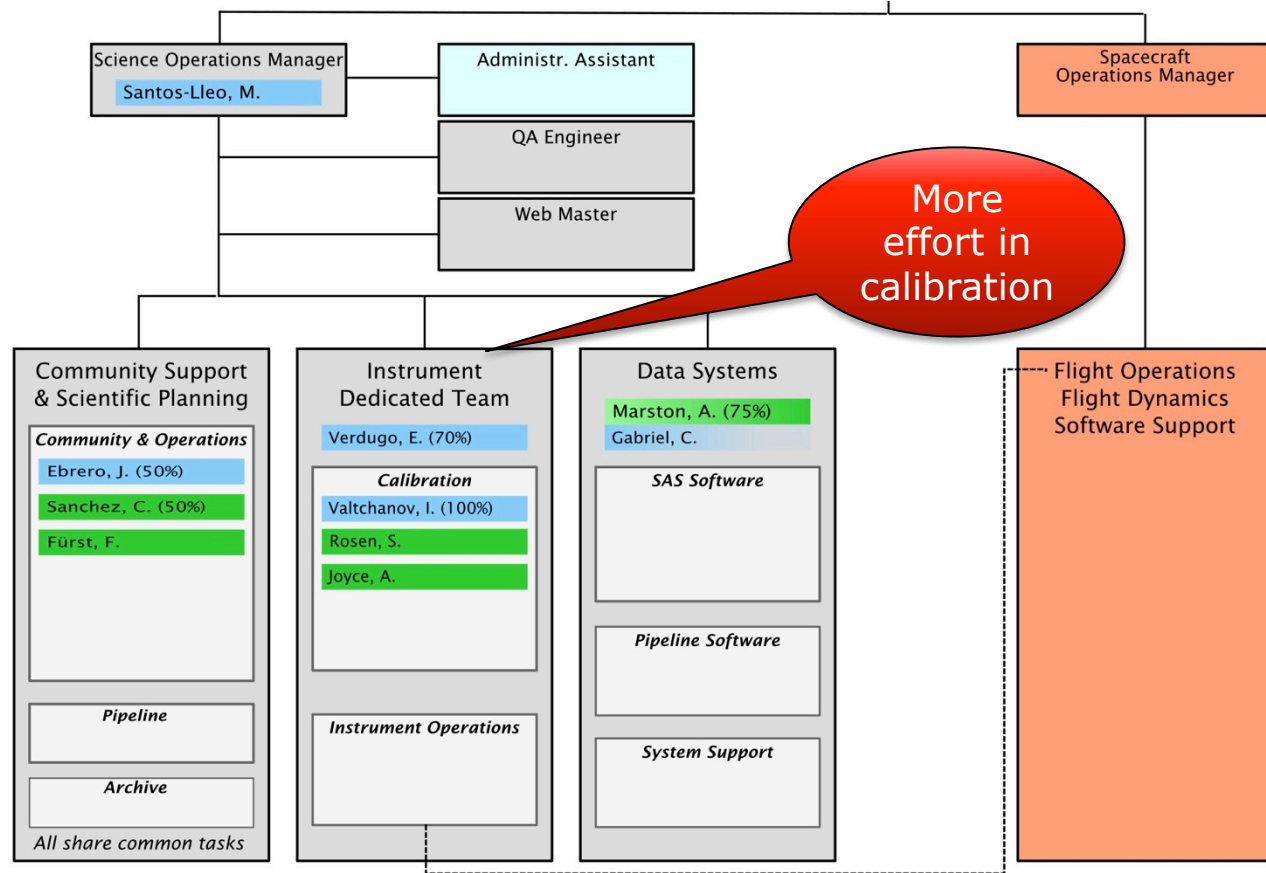 Science Operations Manager
Santos-Lleo, M.
Administr. Assistant
QA Engineer
Web Master
Spacecraft
Operations Manager
More
effort in
calibration
Community Support
& Scientific Planning
Community & Operations
Ebrero, J. (50%)
Sanchez, C. (50%)
Fürst, F.
Pipeline
Archive
All share common tasks
Instrument
Dedicated Team
Verdugo, E. (70%)
Calibration
Valtchanov, I. (100%)
Rosen, S.
Joyce, A.
Instrument Operations
Data Systems
Marston, A. (75%)
Gabriel, C.
SAS Software
Pipeline Software
System Support
Flight Operations
Flight Dynamics
Software Support